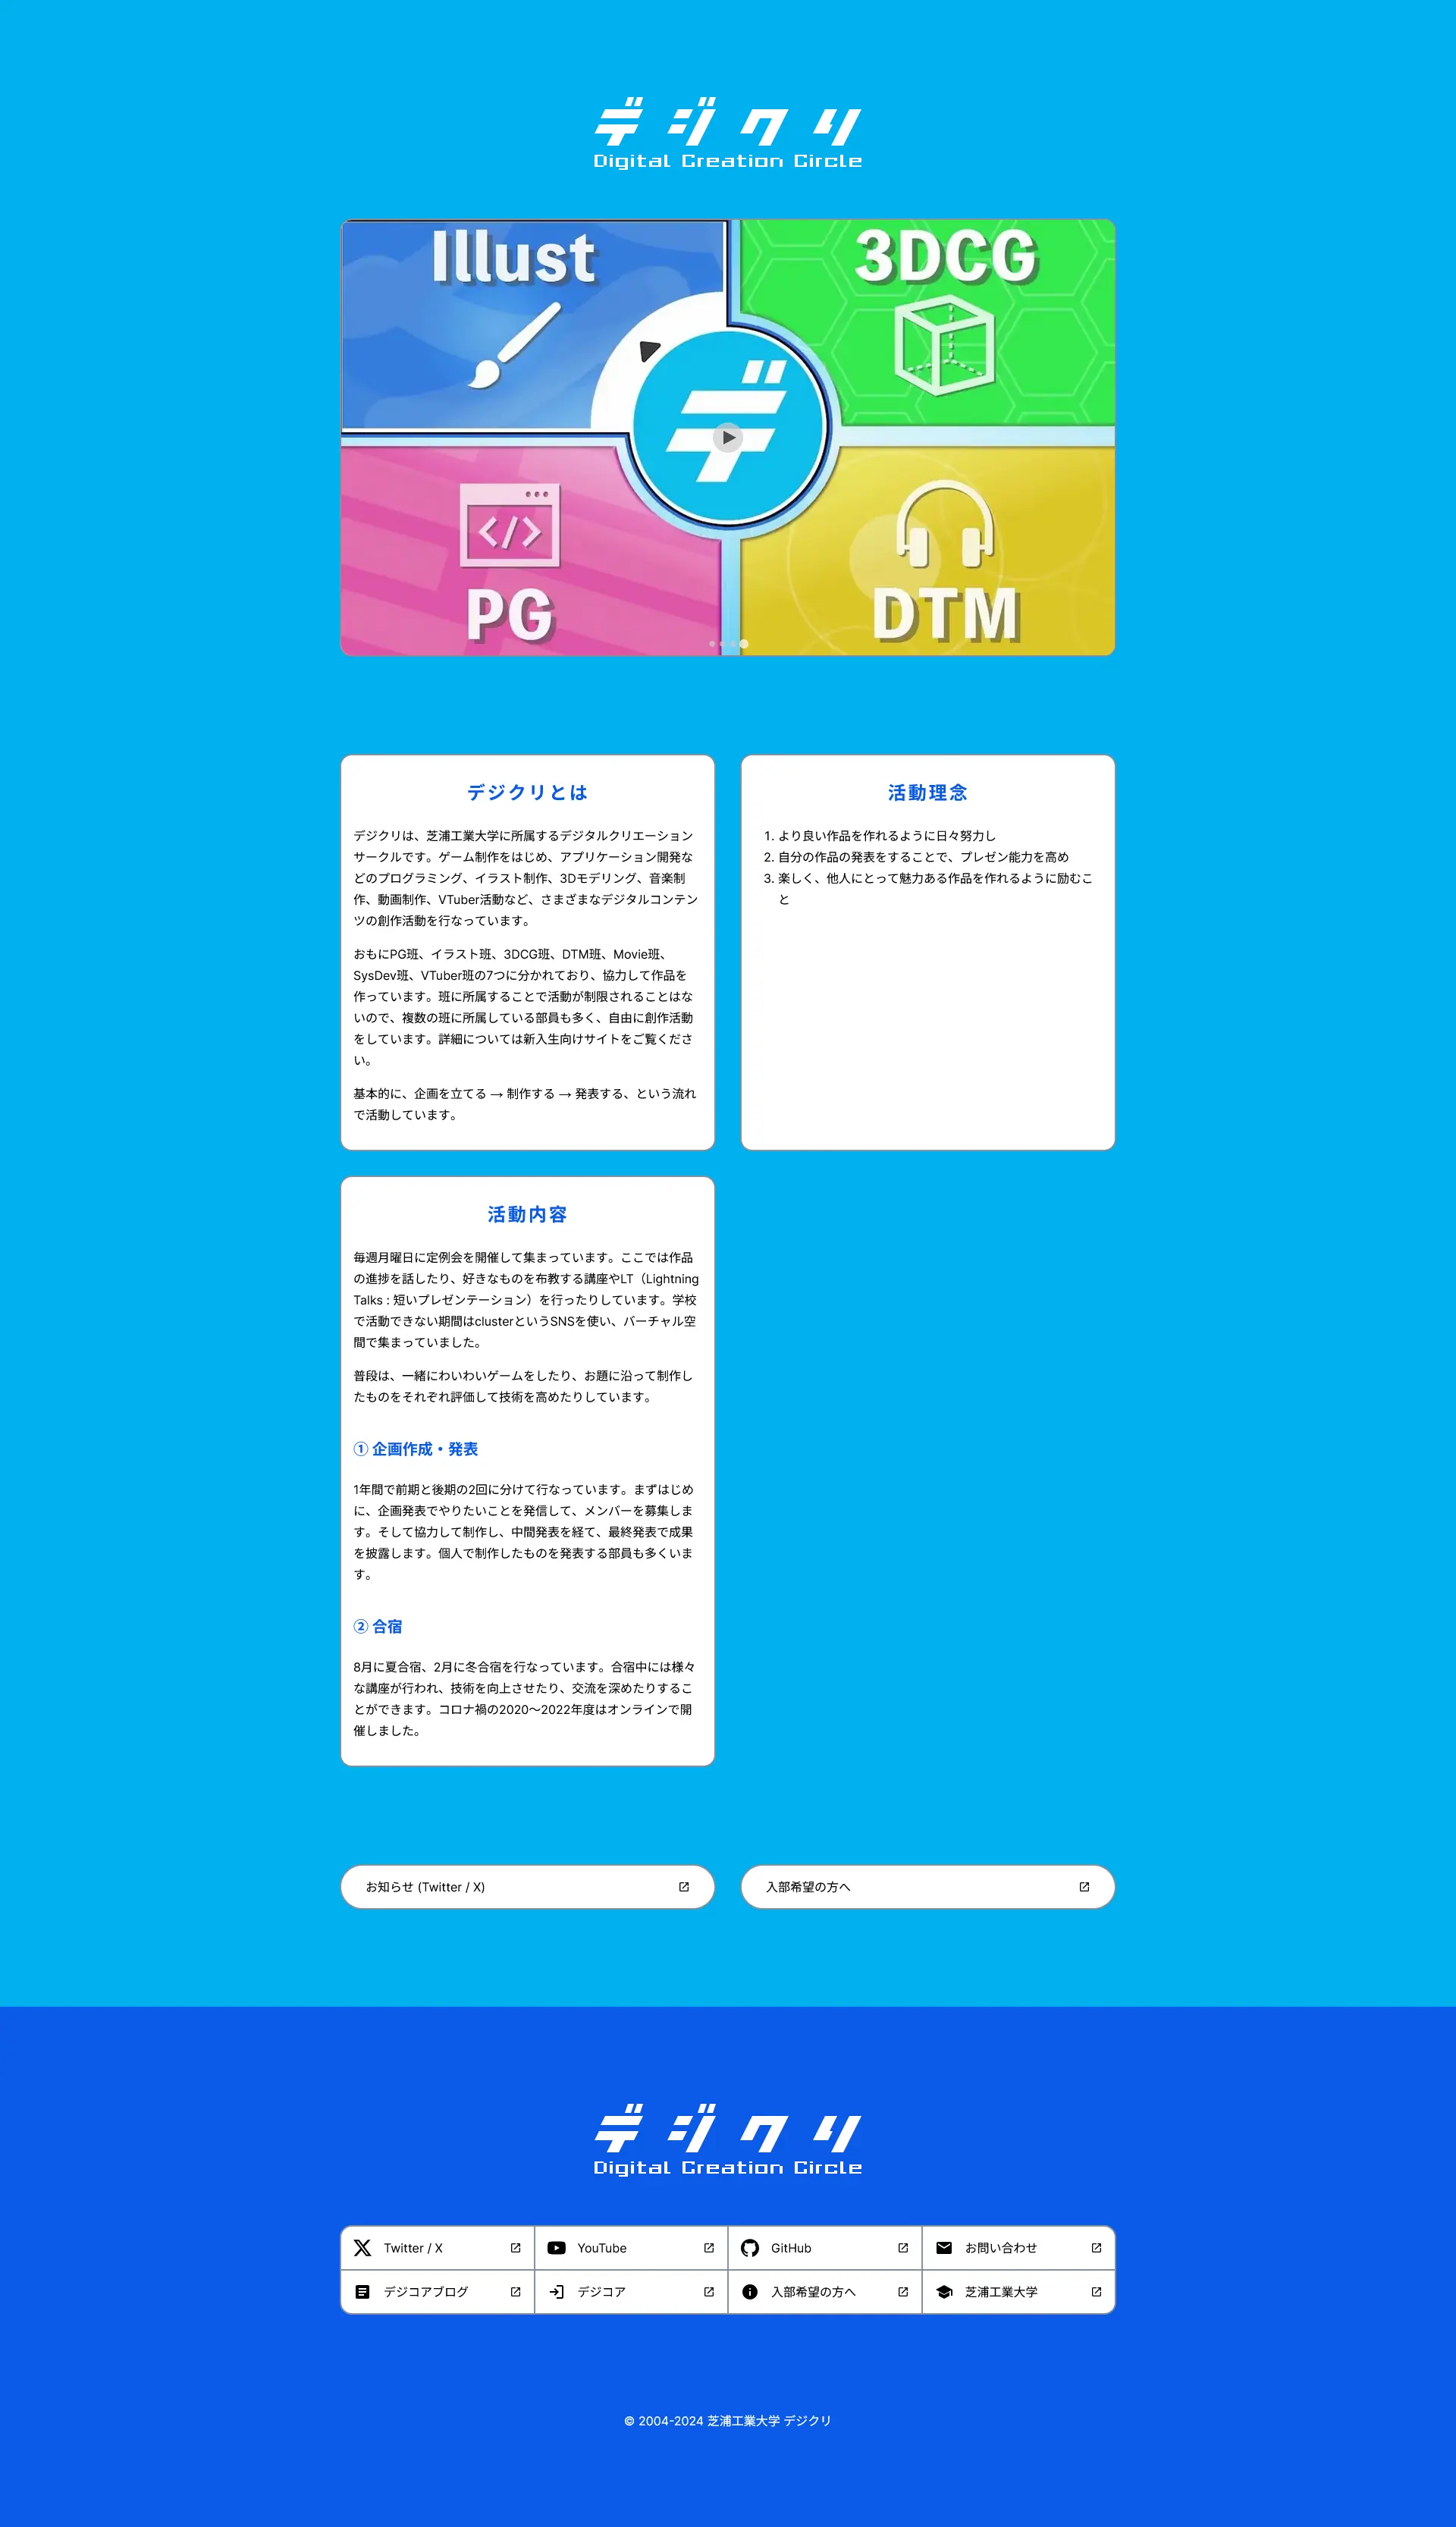 デジクリ
Digital Creation Circle
Illust
3DCG
デ
PG
DTM
デジクリとは
デジクリは、芝浦工業大学に所属するデジタルクリエーション
サークルです。ゲーム制作をはじめ、アプリケーション開発な
どのプログラミング、イラスト制作、3Dモデリング、音楽制
作、動画制作、VTuber活動など、さまざまなデジタルコンテン
ツの創作活動を行なっています。
おもにPG班、イラスト班、3DCG班、DTM班、Movie班、
SysDev班、VTuber班の7つに分かれており、協力して作品を
作っています。班に所属することで活動が制限されることはな
いので、複数の班に所属している部員も多く、自由に創作活動
をしています。詳細については新入生向けサイトをご覧くださ
い。
基本的に、企画を立てる → 制作する → 発表する、という流れ
で活動しています。
活動理念
1. より良い作品を作れるように日々努力し
2. 自分の作品の発表をすることで、プレゼン能力を高め
3. 楽しく、他人にとって魅力ある作品を作れるように励むこ
と
活動内容
毎週月曜日に定例会を開催して集まっています。ここでは作品
の進捗を話したり、好きなものを布教する講座やLT（Lightning
Talks : 短いプレゼンテーション）を行ったりしています。学校
で活動できない期間はclusterというSNSを使い、バーチャル空
間で集まっていました。
普段は、一緒にわいわいゲームをしたり、お題に沿って制作し
たものをそれぞれ評価して技術を高めたりしています。
① 企画作成・発表
1年間で前期と後期の2回に分けて行なっています。まずはじめ
に、企画発表でやりたいことを発信して、メンバーを募集しま
す。そして協力して制作し、中間発表を経て、最終発表で成果
を披露します。個人で制作したものを発表する部員も多くいま
す。
② 合宿
8月に夏合宿、2月に冬合宿を行なっています。合宿中には様々
な講座が行われ、技術を向上させたり、交流を深めたりするこ
とができます。コロナ禍の2020〜2022年度はオンラインで開
催しました。
お知らせ (Twitter / X)
入部希望の方へ
デジクリ
Digital Creation Circle
Twitter / X
YouTube
GitHub
お問い合わせ
デジコアブログ
デジコア
入部希望の方へ
芝浦工業大学
© 2004-2024 芝浦工業大学 デジクリ